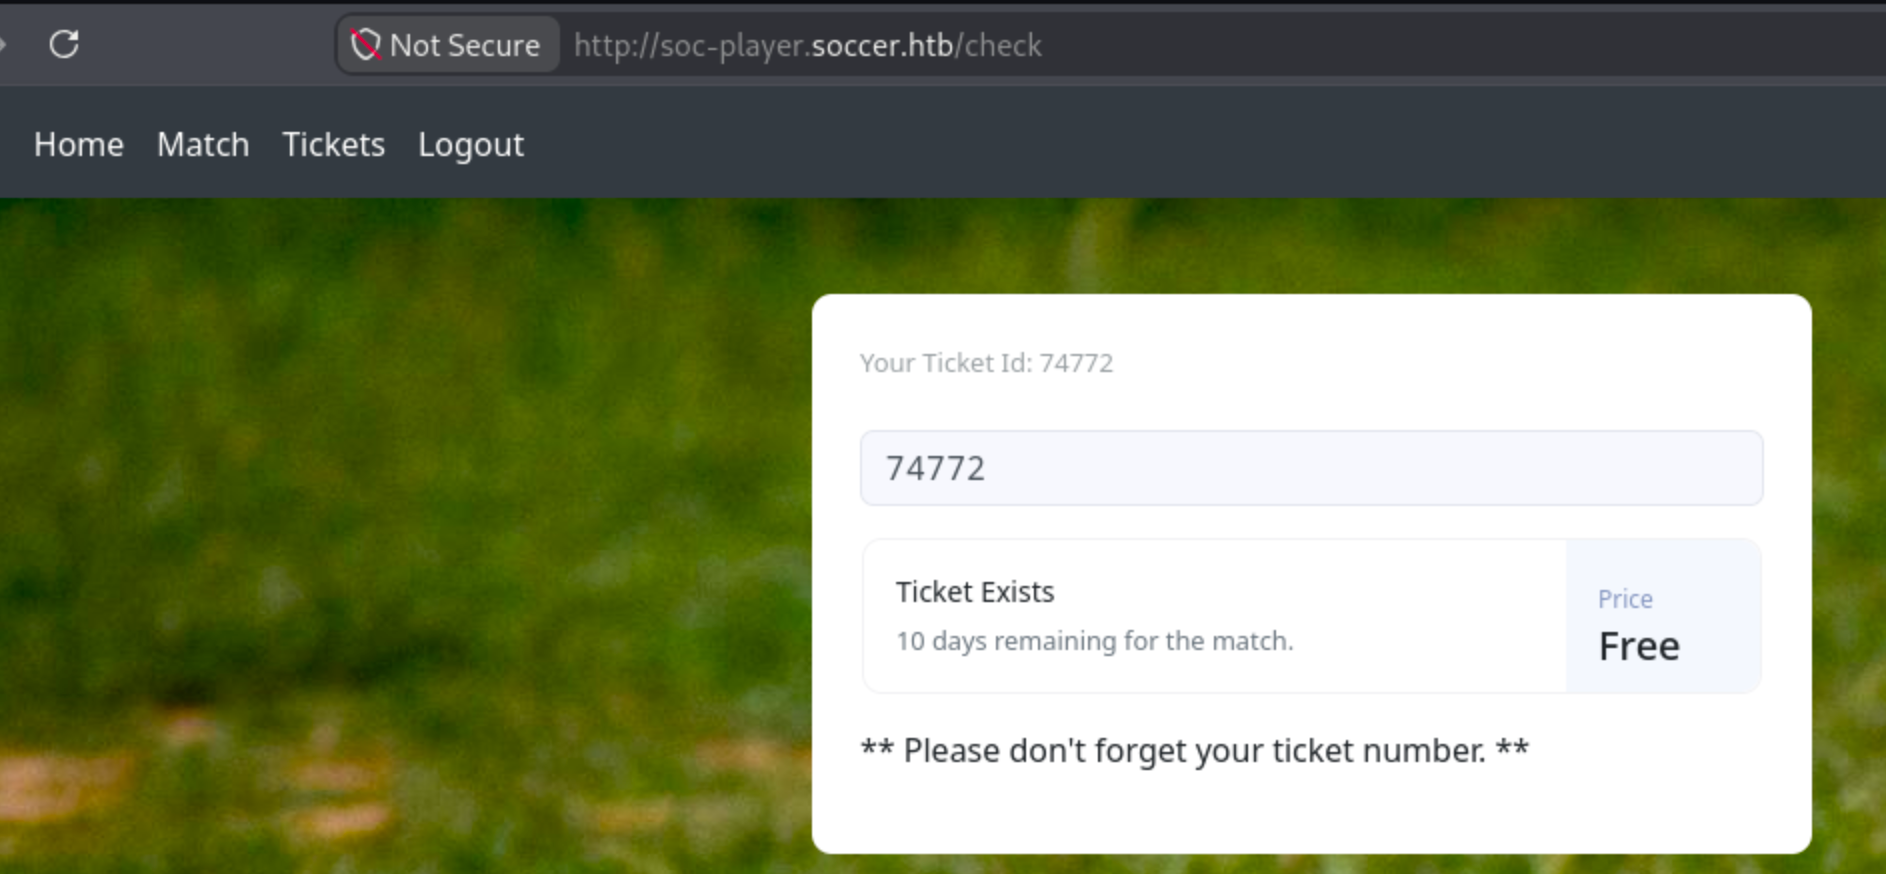 Not Secure http://soc-player.soccer.htb/check
Home Match Tickets Logout
Your Ticket Id: 74772
74772
Ticket Exists
10 days remaining for the match.
Price
Free
** Please don't forget your ticket number. **